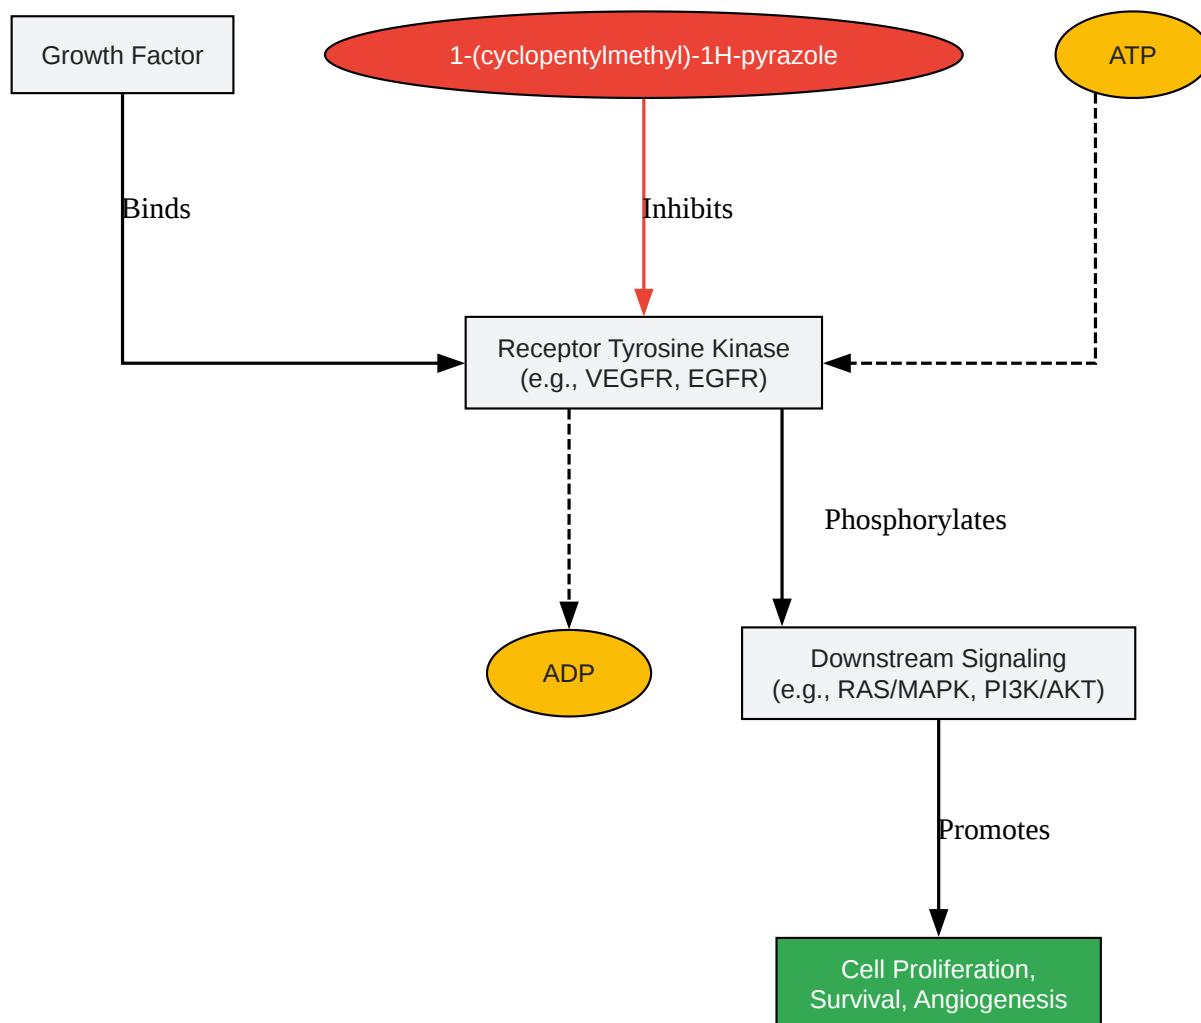 Growth Factor
1-(cyclopentylmethyl)-1H-pyrazole
ATP
Binds
Inhibits
Receptor Tyrosine Kinase
(e.g., VEGFR, EGFR)
Phosphorylates
ADP
Downstream Signaling
(e.g., RAS/MAPK, PI3K/AKT)
Promotes
Cell Proliferation,
Survival, Angiogenesis